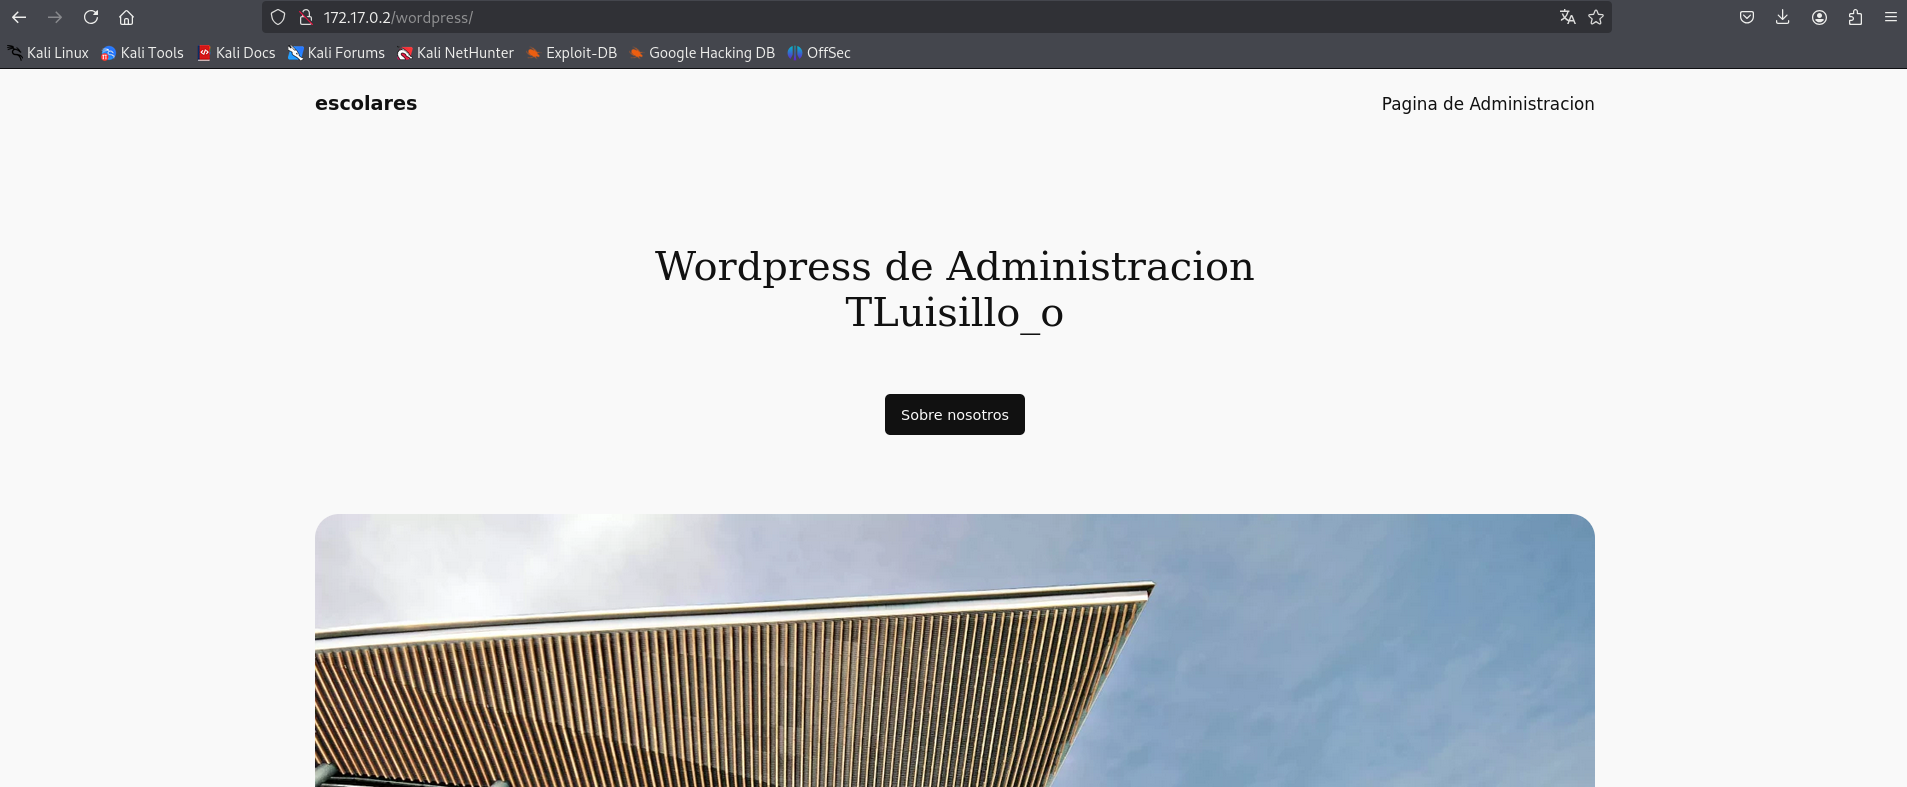 172.17.0.2/wordpress/
Kali Linux Kali Tools Kali Docs Kali Forums Kali NetHunter Exploit-DB Google Hacking DB OffSec
escolares Pagina de Administracion
Wordpress de Administracion
TLuisillo_o
Sobre nosotros